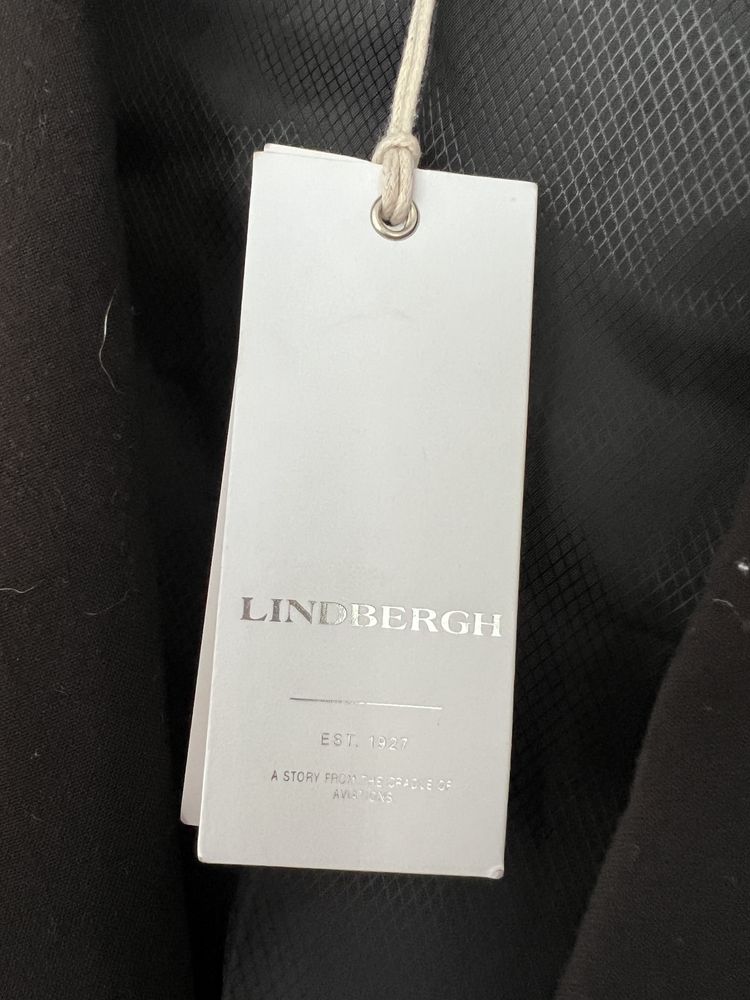 LINDBERGH
EST. 1927
A STORY FROM THE CRADLE OF
AVIATIONS